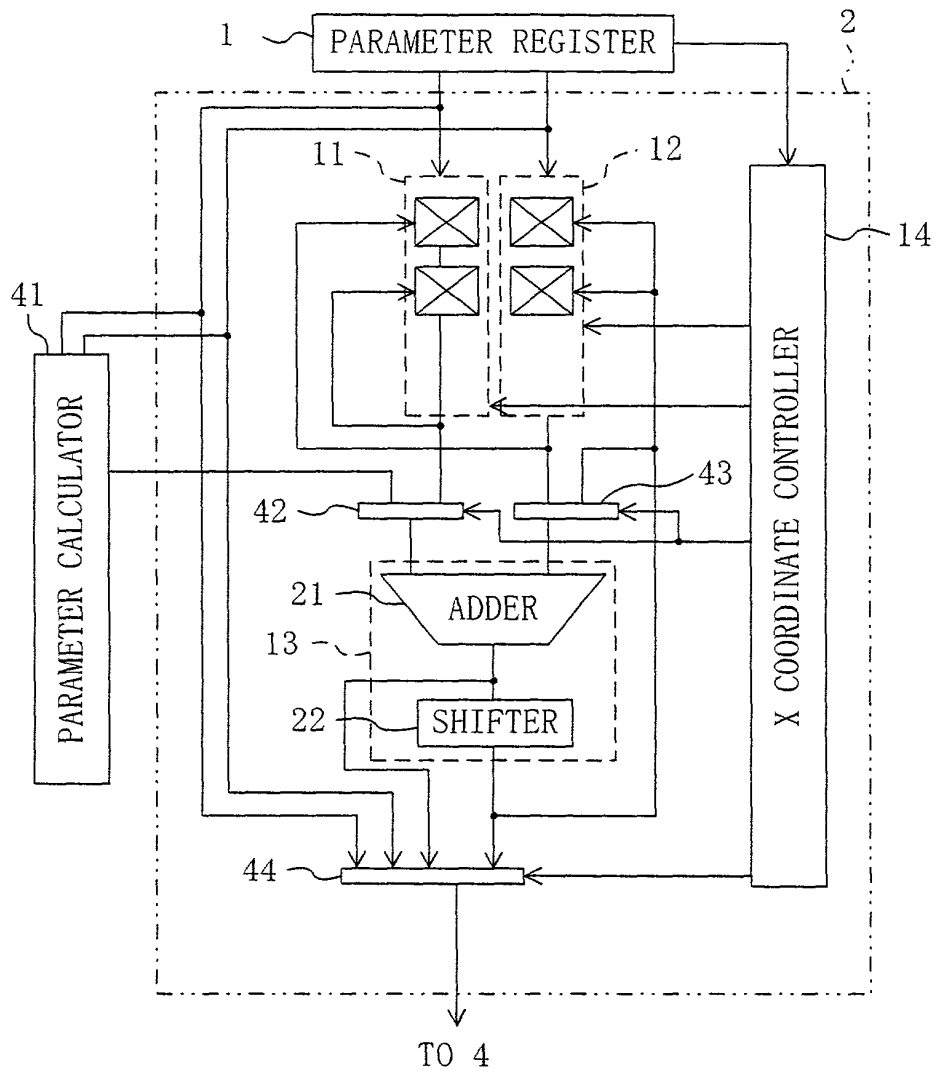 2
1
PARAMETER REGISTER
11
12
14
41
PARAMETER CALCULATOR
X COORDINATE CONTROLLER
42
43
21
ADDER
13
22
SHIFTER
44
TO 4